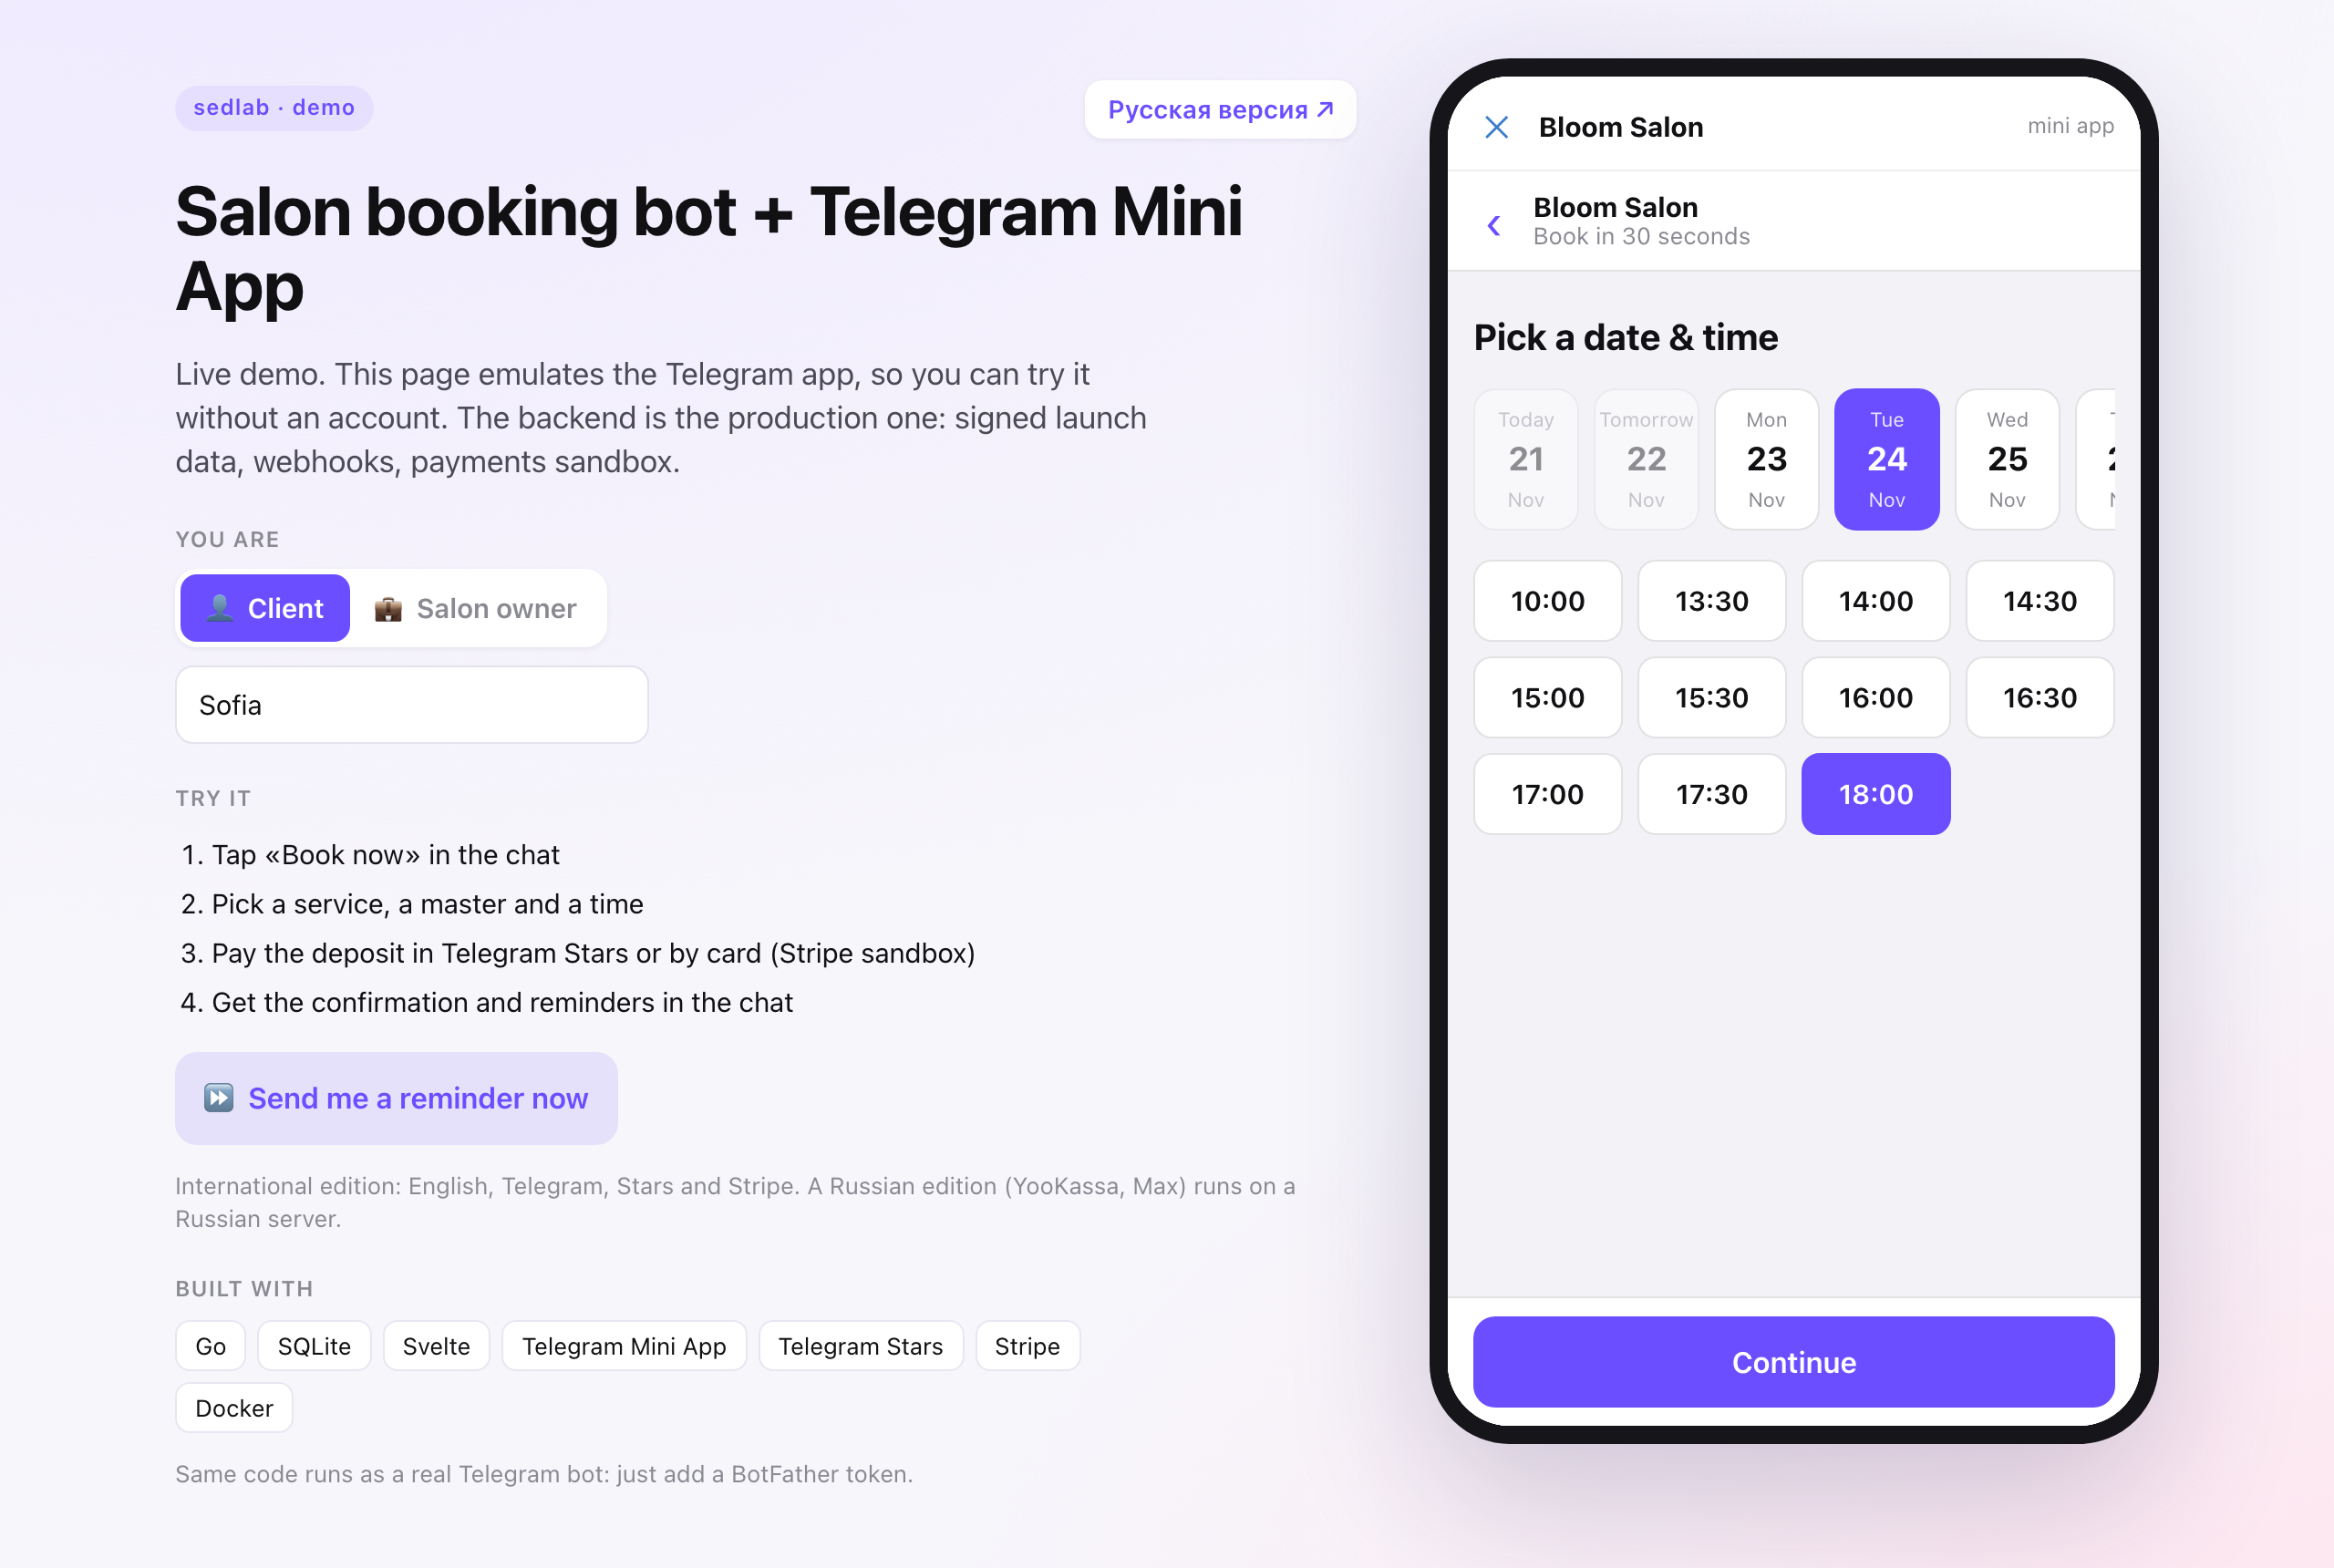 sedlab · demo
Русская версия ↗
Salon booking bot + Telegram Mini
App
Live demo. This page emulates the Telegram app, so you can try it
without an account. The backend is the production one: signed launch
data, webhooks, payments sandbox.
YOU ARE
Client
Salon owner
Sofia
TRY IT
1. Tap «Book now» in the chat
2. Pick a service, a master and a time
3. Pay the deposit in Telegram Stars or by card (Stripe sandbox)
4. Get the confirmation and reminders in the chat
Send me a reminder now
International edition: English, Telegram, Stars and Stripe. A Russian edition (YooKassa, Max) runs on a
Russian server.
BUILT WITH
Go SQLite Svelte Telegram Mini App Telegram Stars Stripe
Docker
Same code runs as a real Telegram bot: just add a BotFather token.
Bloom Salon mini app
Bloom Salon
Book in 30 seconds
Pick a date & time
Today Tomorrow Mon Tue Wed
21 22 23 24 25
Nov Nov Nov Nov Nov
10:00 13:30 14:00 14:30
15:00 15:30 16:00 16:30
17:00 17:30 18:00
Continue